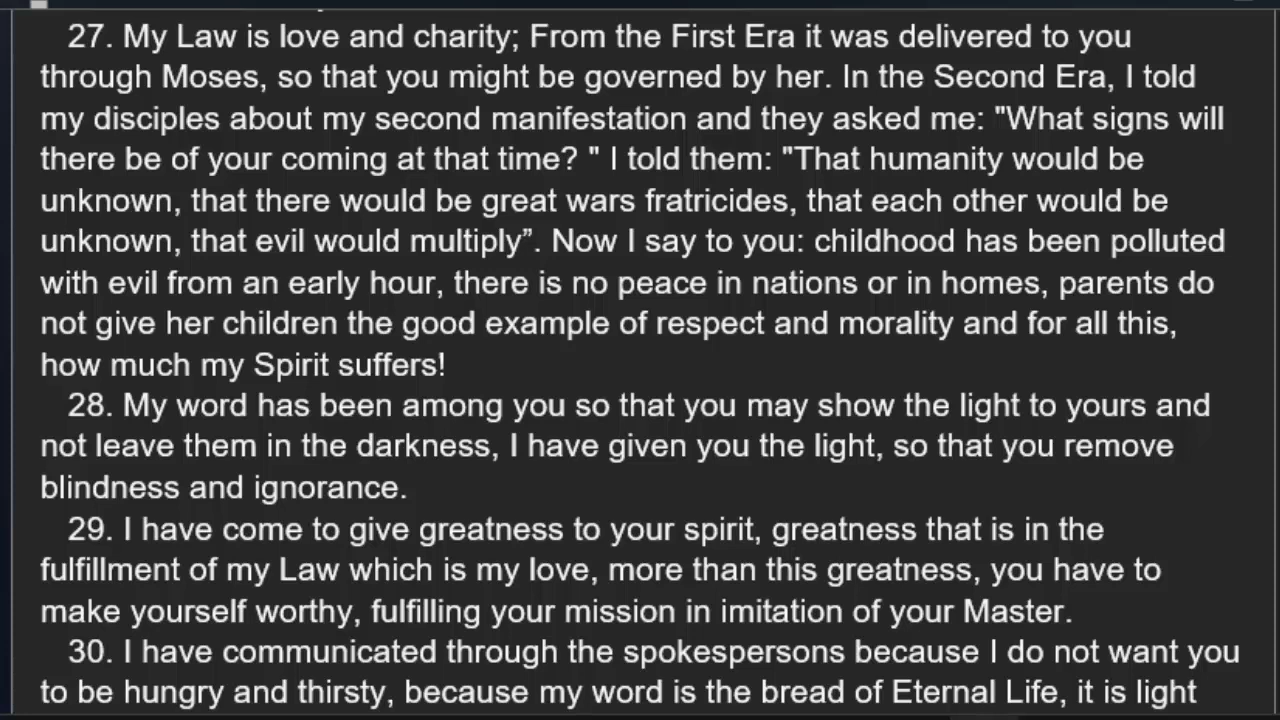 27. My Law is love and charity; From the First Era it was delivered to you
through Moses, so that you might be governed by her. In the Second Era, I told
my disciples about my second manifestation and they asked me: "What signs will
there be of your coming at that time? " I told them: "That humanity would be
unknown, that there would be great wars fratricides, that each other would be
unknown, that evil would multiply”. Now I say to you: childhood has been polluted
with evil from an early hour, there is no peace in nations or in homes, parents do
not give her children the good example of respect and morality and for all this,
how much my Spirit suffers!
28. My word has been among you so that you may show the light to yours and
not leave them in the darkness, I have given you the light, so that you remove
blindness and ignorance.
29. I have come to give greatness to your spirit, greatness that is in the
fulfillment of my Law which is my love, more than this greatness, you have to
make yourself worthy, fulfilling your mission in imitation of your Master.
30. I have communicated through the spokespersons because I do not want you
to be hungry and thirsty, because my word is the bread of Eternal Life, it is light